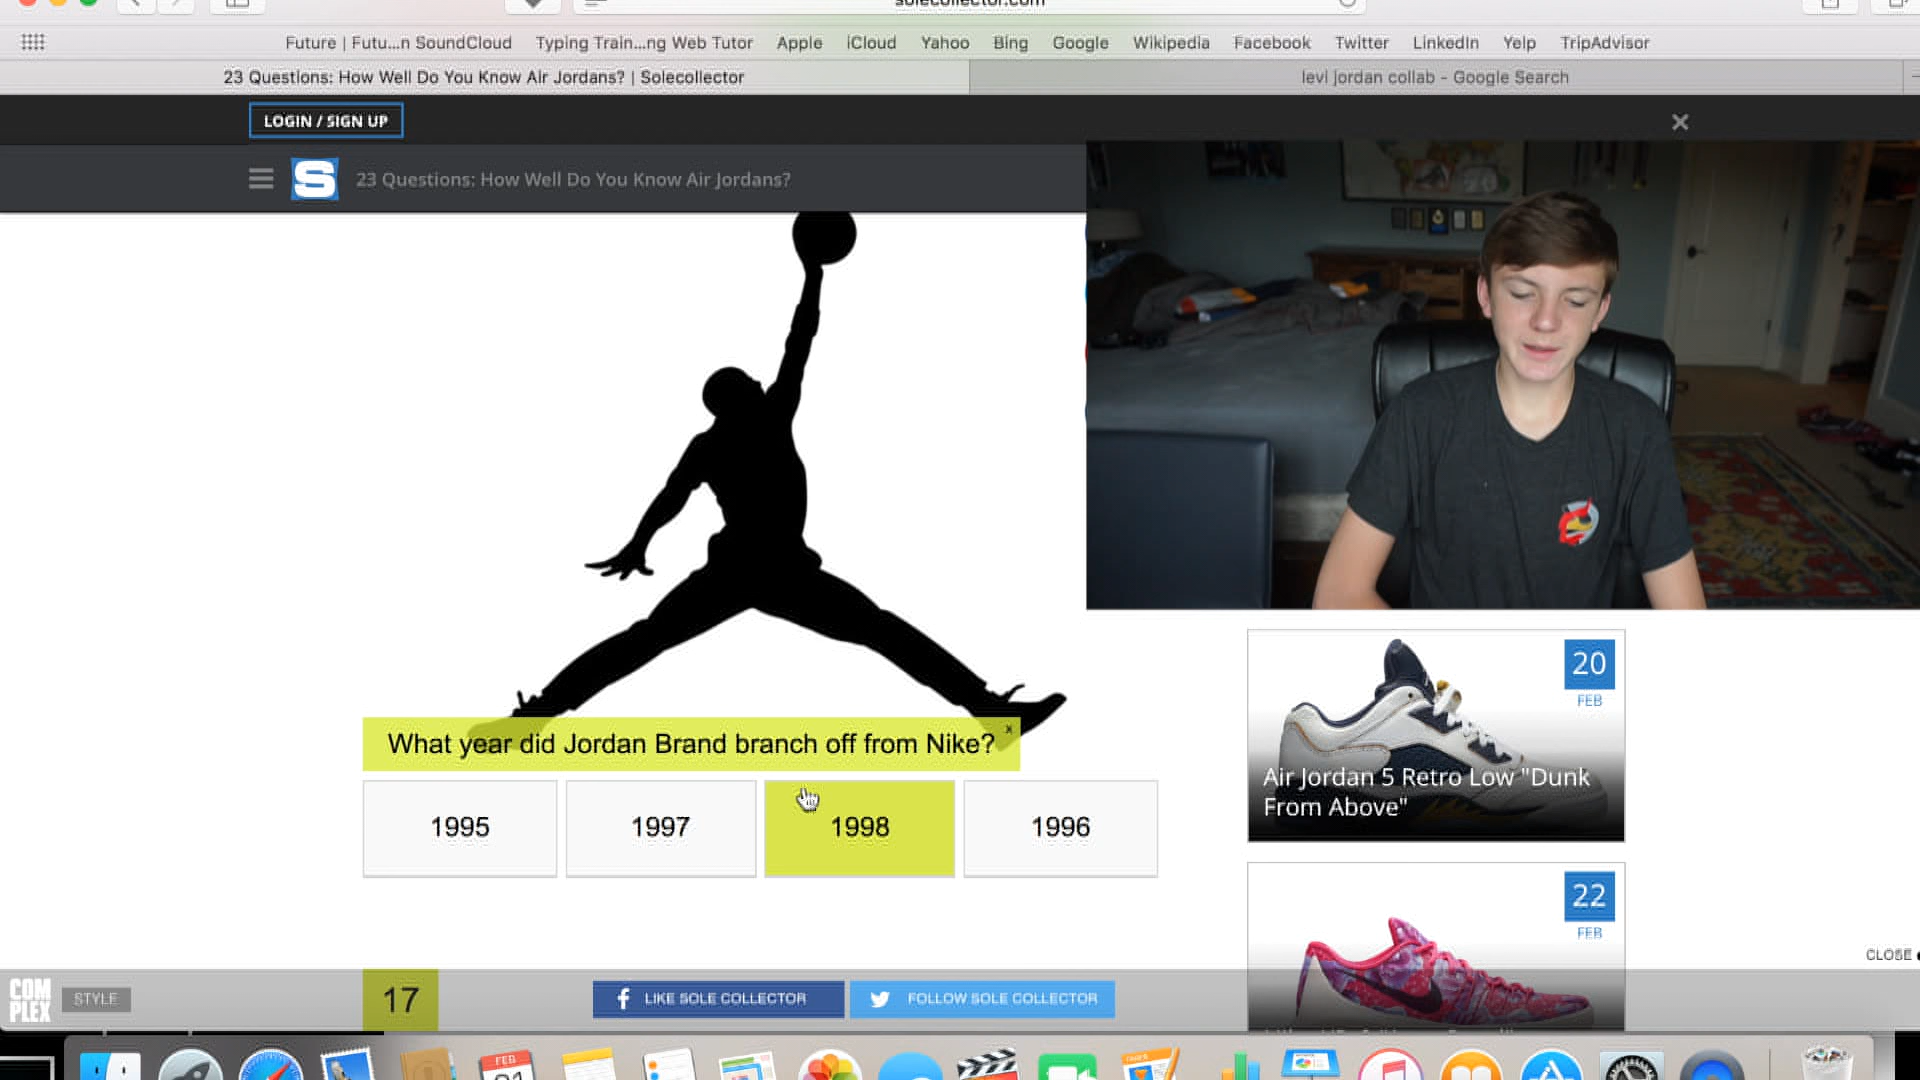 solecollector.com
Future | Futu...n SoundCloud Typing Train...ng Web Tutor Apple iCloud Yahoo Bing Google Wikipedia Facebook Twitter LinkedIn Yelp TripAdvisor
23 Questions: How Well Do You Know Air Jordans? | Solecollector
levi jordan collab - Google Search
LOGIN / SIGN UP
S 23 Questions: How Well Do You Know Air Jordans?
What year did Jordan Brand branch off from Nike? x
1995
1997
1998
1996
20
FEB
Air Jordan 5 Retro Low "Dunk
From Above"
22
FEB
CLOSE
COM
PLEX
STYLE
17
f LIKE SOLE COLLECTOR
FOLLOW SOLE COLLECTOR
FEB